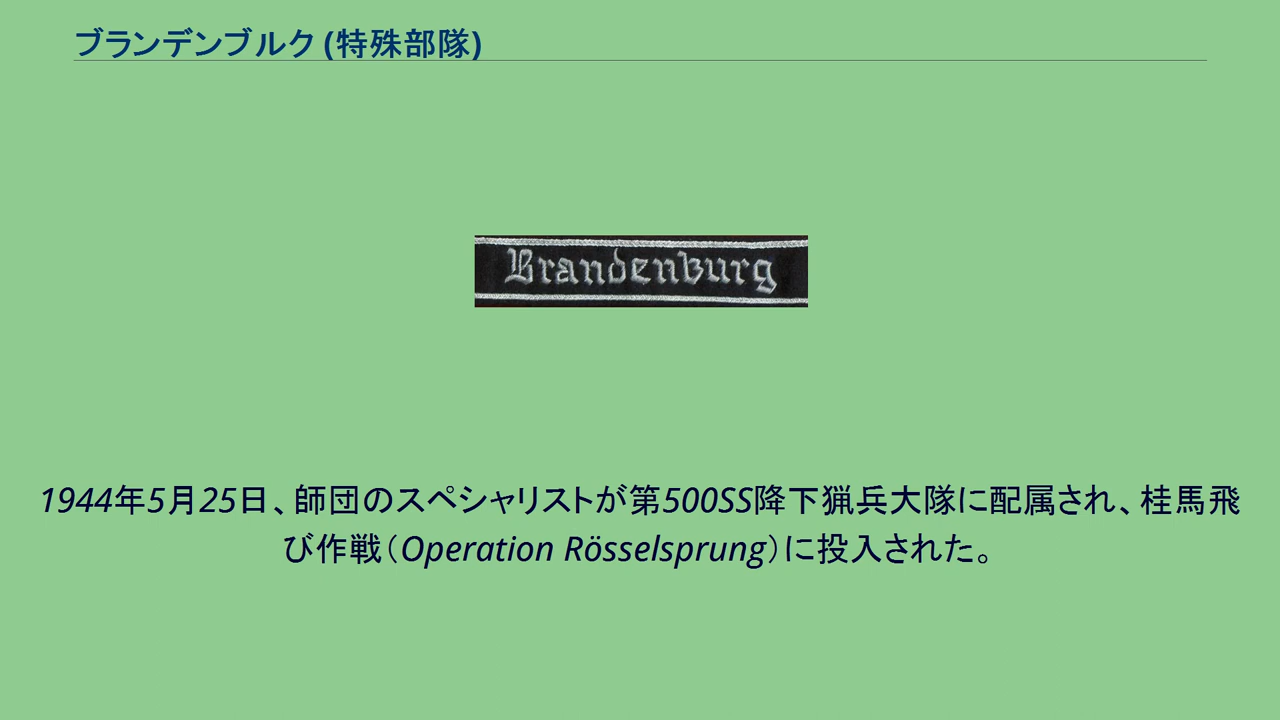 ブランデンブルク (特殊部隊)
Brandenburg
1944年5月25日、師団のスペシャリストが第500SS降下猟兵大隊に配属され、桂馬飛
び作戦（Operation Rösselsprung）に投入された。